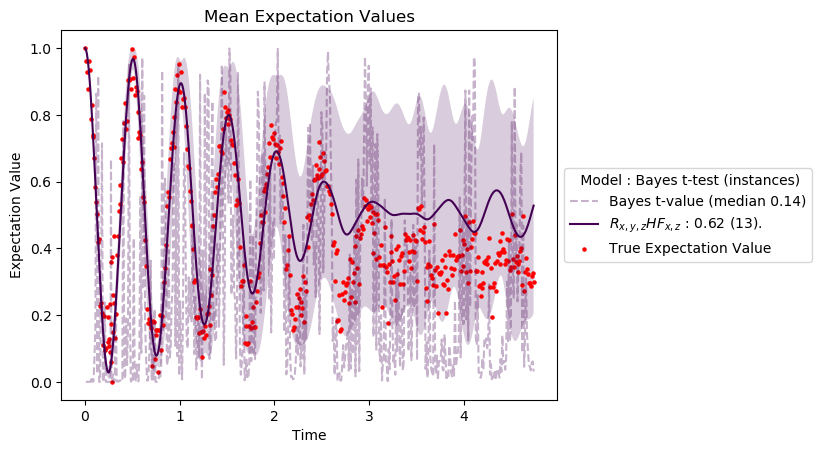 Mean Expectation Values
Expectation Value
1.0
0.8
0.6
0.4
0.2
0.0
0
1
2
3
4
Time
Model : Bayes t-test (instances)
Bayes t-value (median 0.14)
R_{x, y, z}HF_{x, z} : 0.62 (13).
True Expectation Value